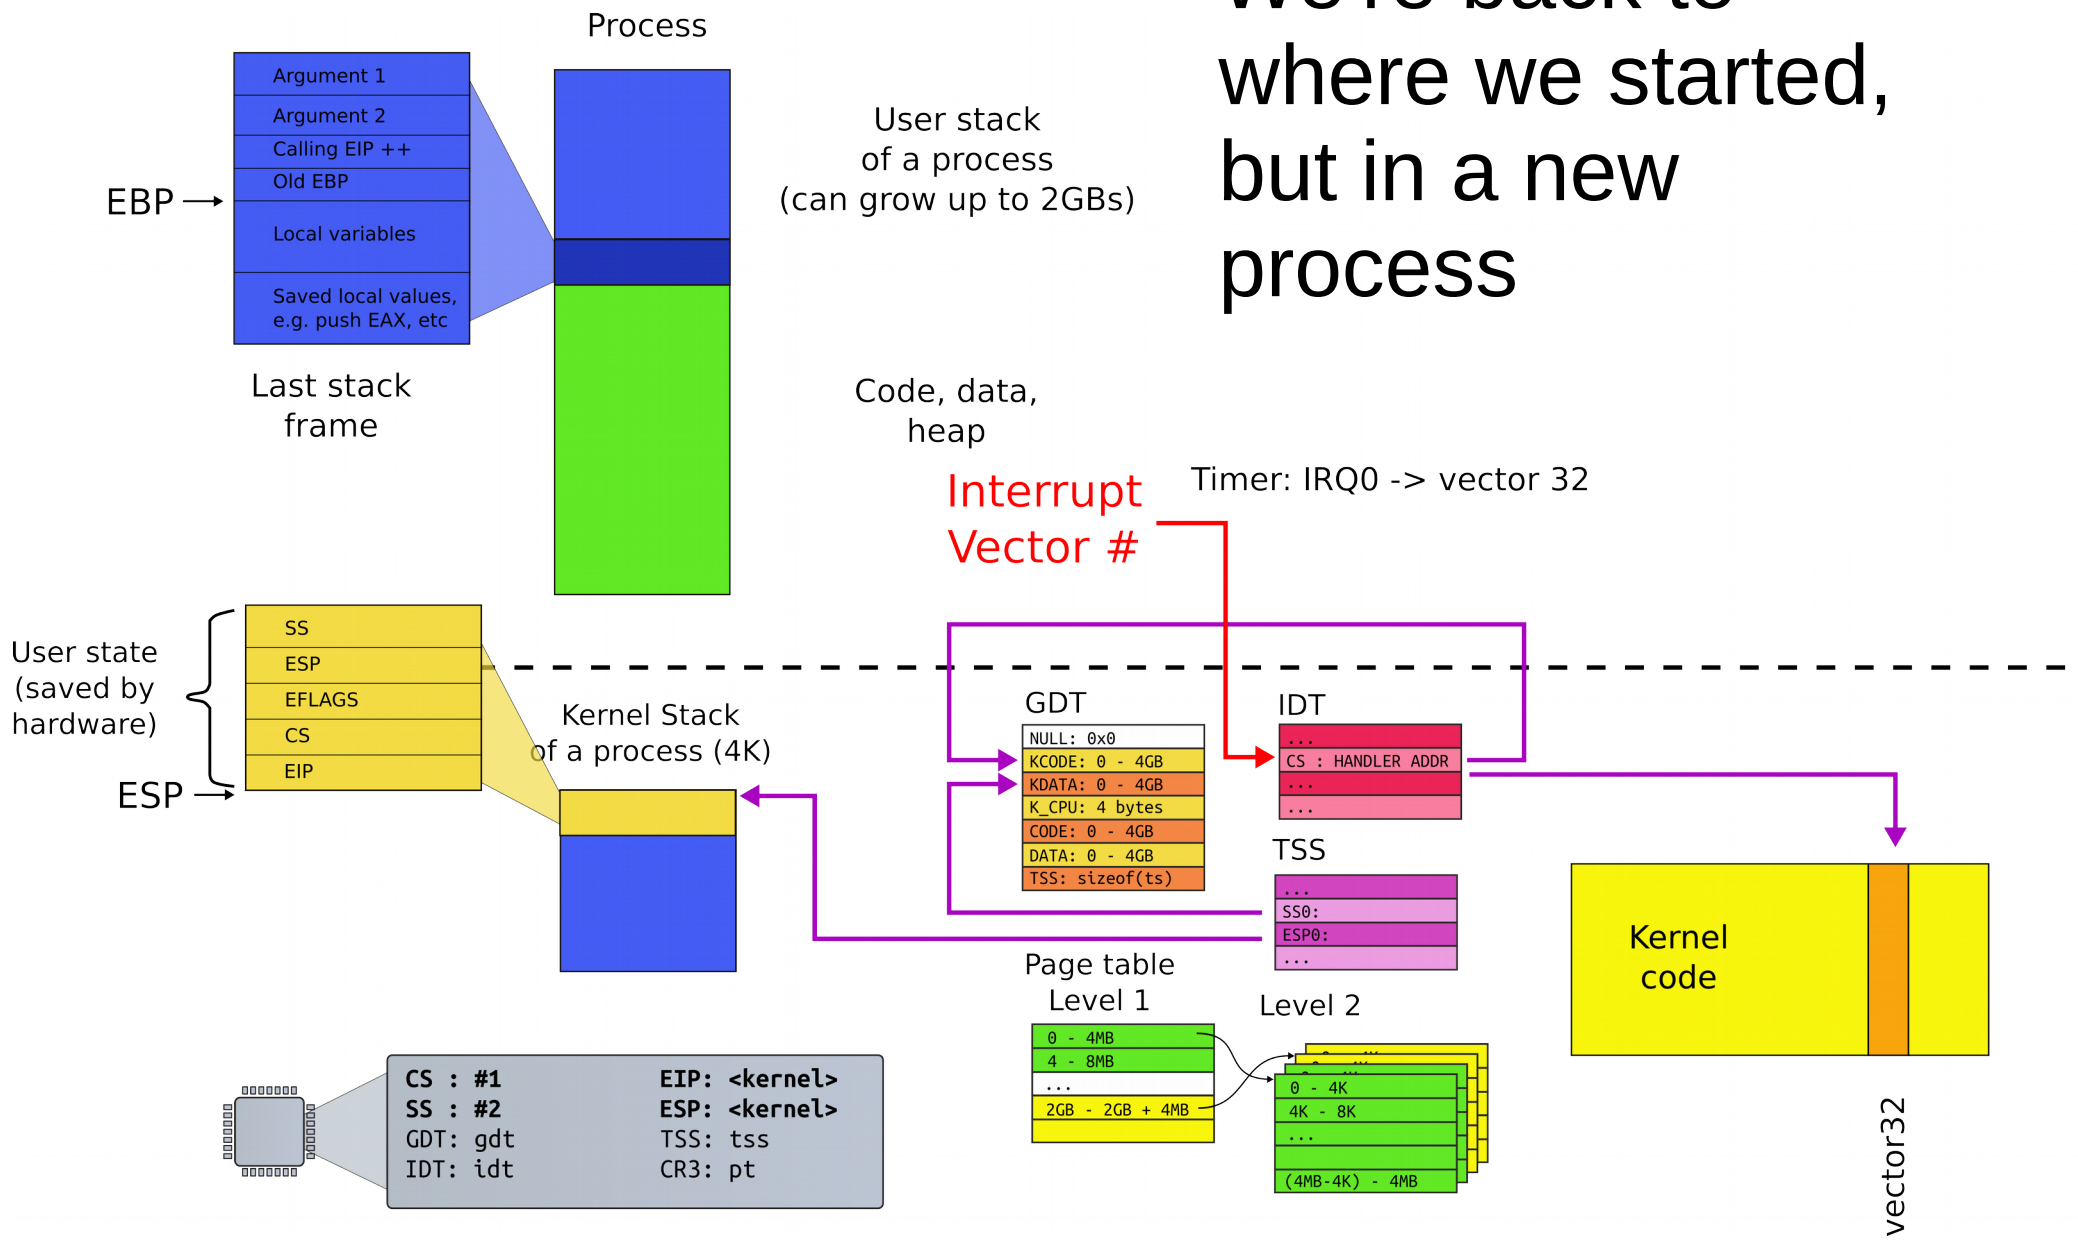 We're back to
where we started,
but in a new
process
Process
Argument 1
Argument 2
Calling EIP ++
Old EBP
EBP
Local variables
Saved local values,
e.g. push EAX, etc
Last stack
frame
User stack
of a process
(can grow up to 2GBs)
Code, data,
heap
Interrupt
Vector #
Timer: IRQ0 -> vector 32
User state
(saved by
hardware)
SS
ESP
EFLAGS
CS
EIP
ESP
Kernel Stack
of a process (4K)
GDT
NULL: 0x0
KCODE: 0 - 4GB
KDATA: 0 - 4GB
K_CPU: 4 bytes
CODE: 0 - 4GB
DATA: 0 - 4GB
TSS: sizeof(ts)
IDT
...
CS : HANDLER ADDR
...
...
TSS
...
SS0:
ESP0:
...
Kernel
code
vector32
Page table
Level 1
0 - 4MB
4 - 8MB
...
2GB - 2GB + 4MB
Level 2
0 - 4K
4K - 8K
...
(4MB-4K) - 4MB
CS : #1 EIP: <kernel>
SS : #2 ESP: <kernel>
GDT: gdt TSS: tss
IDT: idt CR3: pt